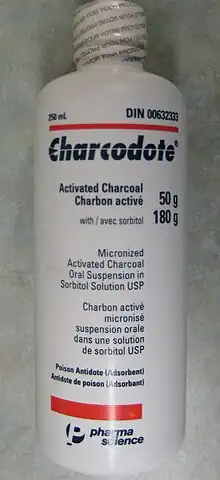 250 mL DIN 00632333
Charcodote®
Activated Charcoal
Charbon activé 50 g
with / avec sorbitol 180 g
Micronized
Activated Charcoal
Oral Suspension in
Sorbitol Solution USP
Charbon activé
micronisé
suspension orale
dans une solution
de sorbitol USP
Poison Antidote (Adsorbent)
Antidote de poison (Adsorbant)
pharma
science